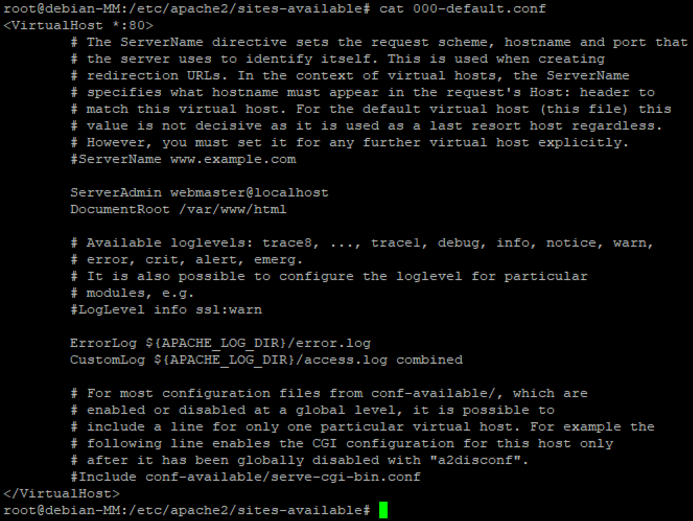 root@debian-MM:/etc/apache2/sites-available# cat 000-default.conf
<VirtualHost *:80>
# The ServerName directive sets the request scheme, hostname and port that
# the server uses to identify itself. This is used when creating
# redirection URLs. In the context of virtual hosts, the ServerName
# specifies what hostname must appear in the request's Host: header to
# match this virtual host. For the default virtual host (this file) this
# value is not decisive as it is used as a last resort host regardless.
# However, you must set it for any further virtual host explicitly.
#ServerName www.example.com
ServerAdmin webmaster@localhost
DocumentRoot /var/www/html
# Available loglevels: trace8, ..., trace1, debug, info, notice, warn,
# error, crit, alert, emerg.
# It is also possible to configure the loglevel for particular
# modules, e.g.
#LogLevel info ssl:warn
ErrorLog ${APACHE_LOG_DIR}/error.log
CustomLog ${APACHE_LOG_DIR}/access.log combined
# For most configuration files from conf-available/, which are
# enabled or disabled at a global level, it is possible to
# include a line for only one particular virtual host. For example the
# following line enables the CGI configuration for this host only
# after it has been globally disabled with "a2disconf".
#Include conf-available/serve-cgi-bin.conf
</VirtualHost>
root@debian-MM:/etc/apache2/sites-available#